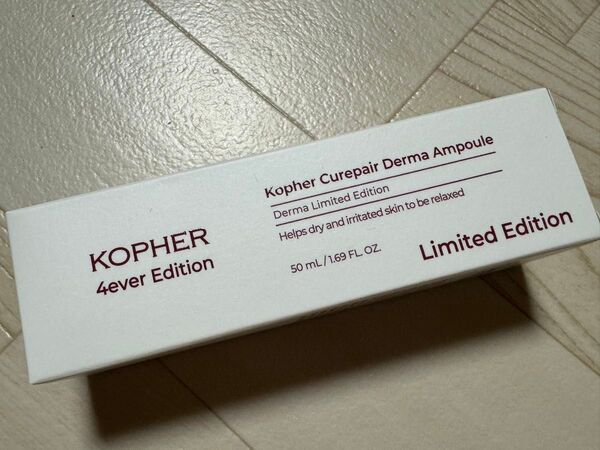 KOPHER
4ever Edition
Kopher Curepair Derma Ampoule
Derma Limited Edition
Helps dry and irritated skin to be relaxed
50 mL / 1.69 FL. OZ.
Limited Edition